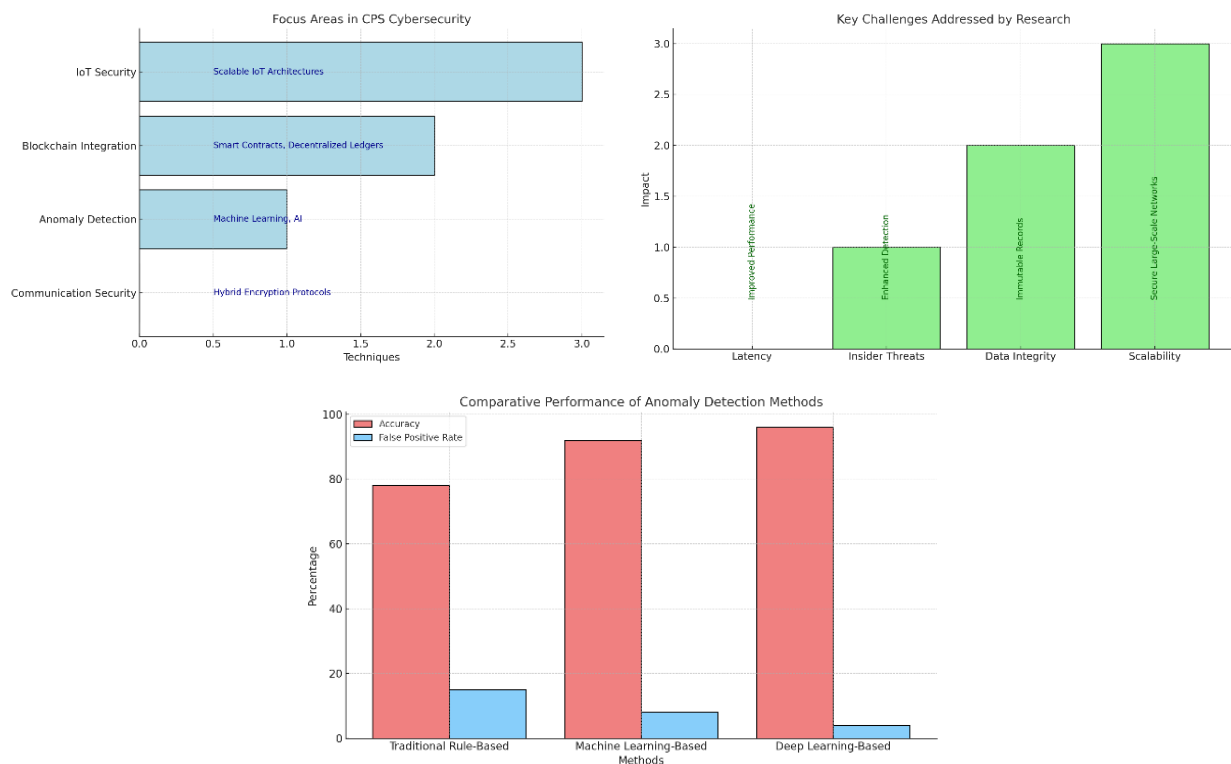 Focus Areas in CPS Cybersecurity
IoT Security
Scalable IoT Architectures
Blockchain Integration
Smart Contracts, Decentralized Ledgers
Anomaly Detection
Machine Learning, AI
Communication Security
Hybrid Encryption Protocols
0.0 0.5 1.0 1.5 2.0 2.5 3.0
Techniques
Key Challenges Addressed by Research
3.0
2.5
2.0
1.5
1.0
0.5
0.0
Impact
Improved Performance
Enhanced Detection
Immutable Records
Secure Large-Scale Networks
Latency Insider Threats Data Integrity Scalability
Comparative Performance of Anomaly Detection Methods
Accuracy
False Positive Rate
100
80
60
40
20
0
Percentage
Traditional Rule-Based Machine Learning-Based Deep Learning-Based
Methods